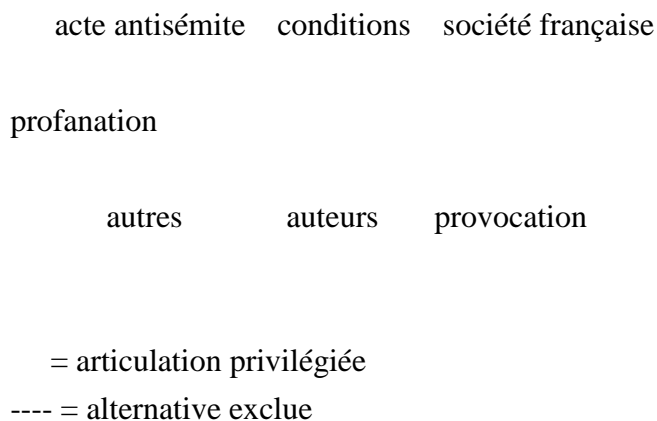 acte antisémite conditions société française
profanation
autres auteurs provocation
= articulation privilégiée
---- = alternative exclue